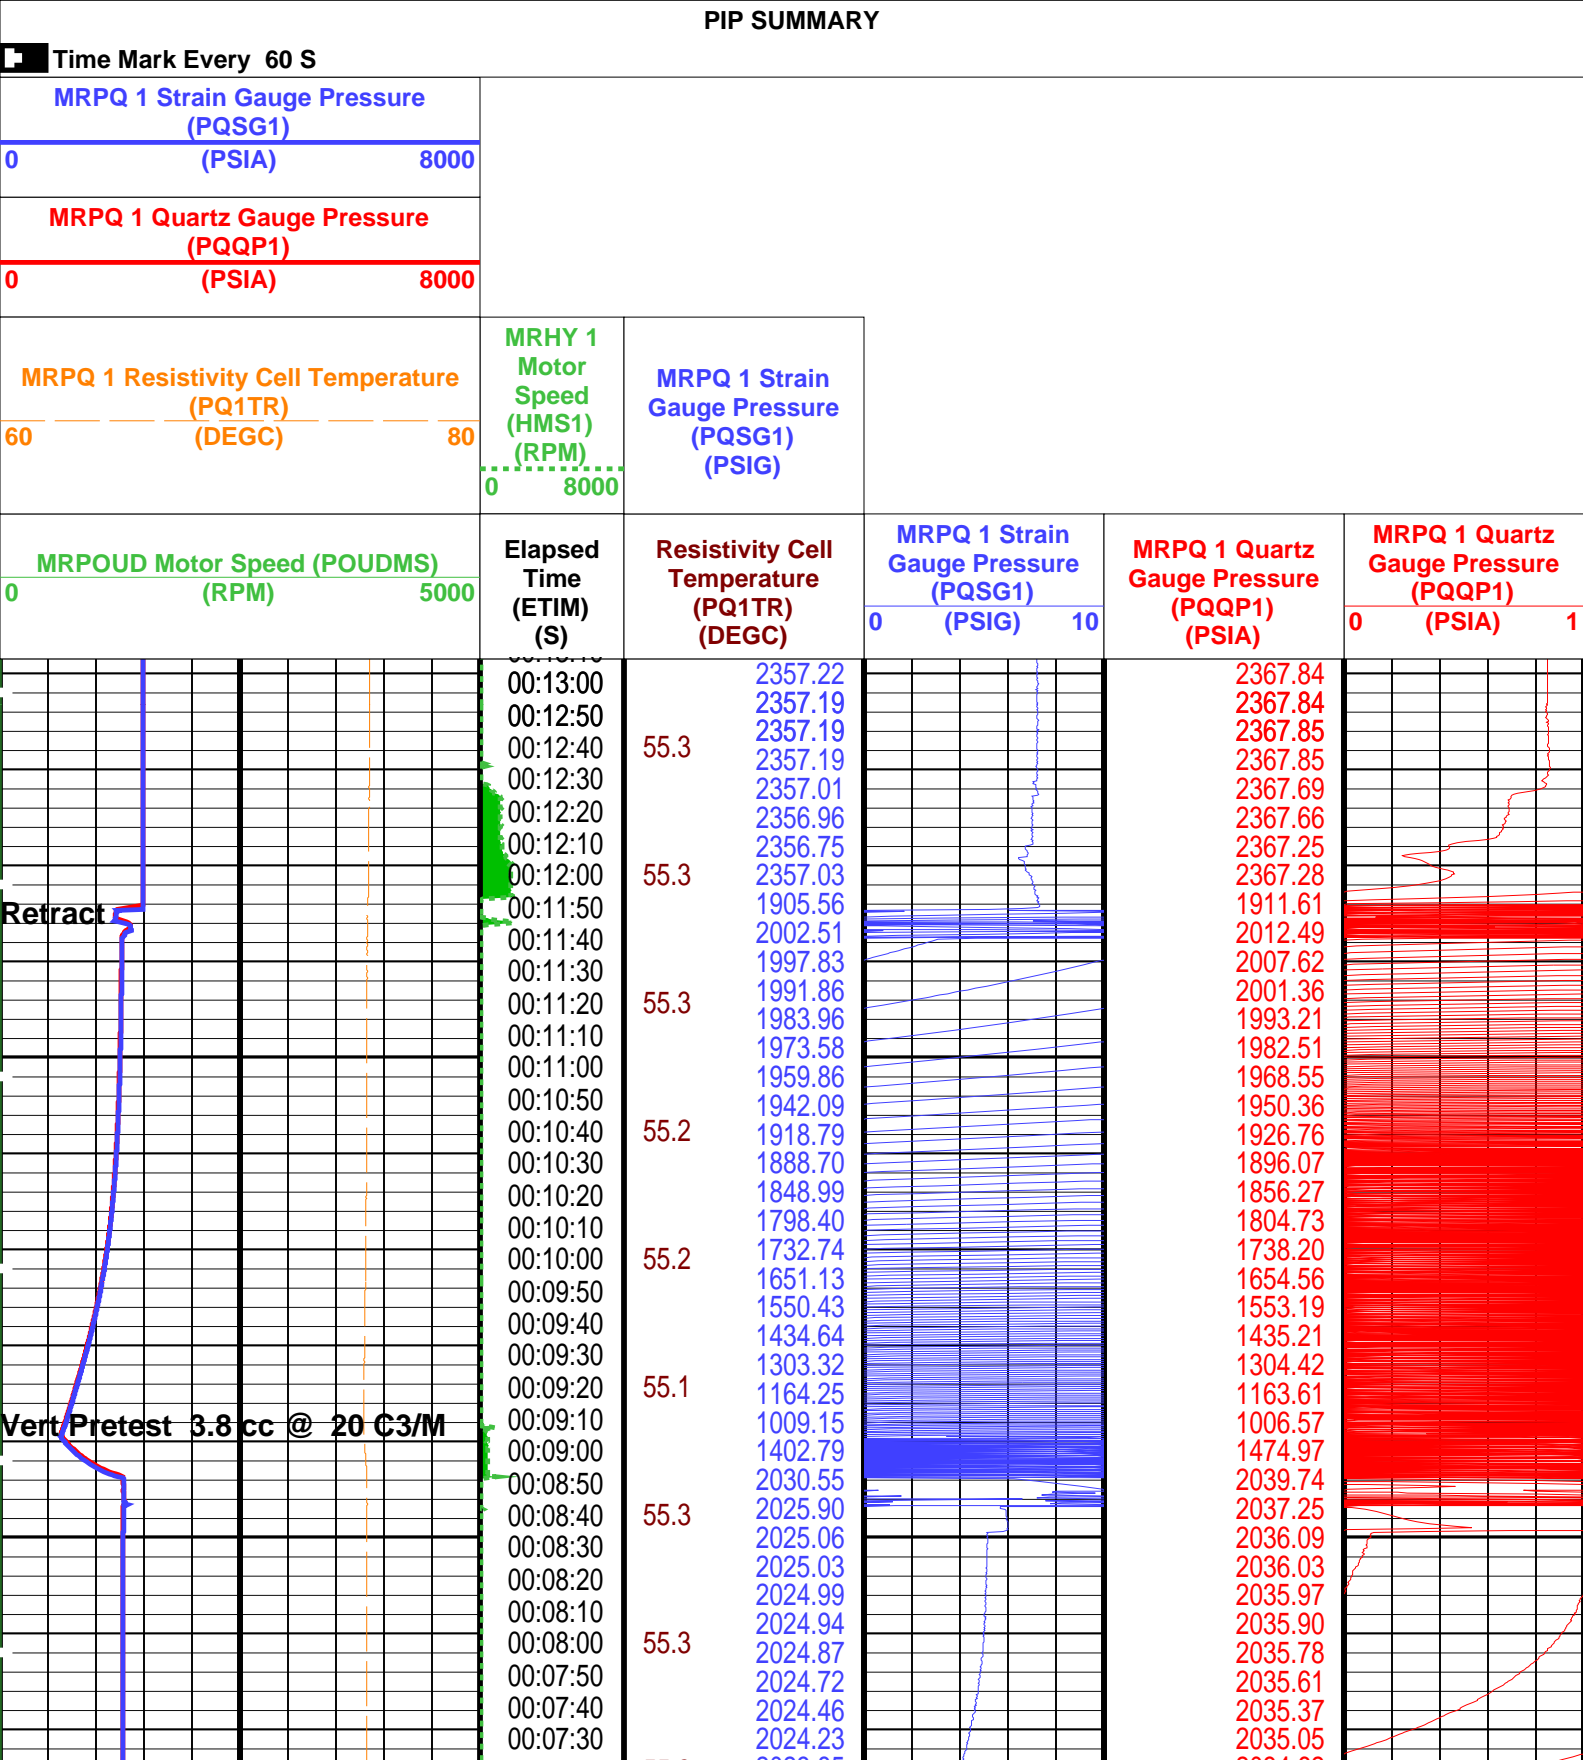 PIP SUMMARY
Time Mark Every 60 S
MRPQ 1 Strain Gauge Pressure
(PQSG1)
0 (PSIA) 8000
MRPQ 1 Quartz Gauge Pressure
(PQQP1)
0 (PSIA) 8000
MRPQ 1 Resistivity Cell Temperature
(PQ1TR)
60 (DEGC) 80
MRHY 1
Motor
Speed
(HMS1)
(RPM)
0 8000
MRPQ 1 Strain
Gauge Pressure
(PQSG1)
(PSIG)
MRPOUD Motor Speed (POUDMS)
0 (RPM) 5000
Elapsed
Time
(ETIM)
(S)
Resistivity Cell
Temperature
(PQ1TR)
(DEGC)
MRPQ 1 Strain
Gauge Pressure
(PQSG1)
0 (PSIG) 10
MRPQ 1 Quartz
Gauge Pressure
(PQQP1)
(PSIA)
MRPQ 1 Quartz
Gauge Pressure
(PQQP1)
0 (PSIA) 1
00:13:00 2357.22 2367.84
00:12:50 2357.19 2367.84
2357.19 2367.85
00:12:40 55.3 2357.19 2367.85
00:12:30 2357.01 2367.69
00:12:20 2356.96 2367.66
00:12:10 2356.75 2367.25
00:12:00 55.3 2357.03 2367.28
Retract 00:11:50 1905.56 1911.61
00:11:40 2002.51 2012.49
00:11:30 1997.83 2007.62
00:11:20 55.3 1991.86 2001.36
00:11:10 1983.96 1993.21
1973.58 1982.51
00:11:00 1959.86 1968.55
00:10:50 1942.09 1950.36
00:10:40 55.2 1918.79 1926.76
00:10:30 1888.70 1896.07
00:10:20 1848.99 1856.27
00:10:10 1798.40 1804.73
00:10:00 55.2 1732.74 1738.20
00:09:50 1651.13 1654.56
1550.43 1553.19
00:09:40 1434.64 1435.21
00:09:30 1303.32 1304.42
00:09:20 55.1 1164.25 1163.61
Vert Pretest 3.8 cc @ 20 C3/M 00:09:10 1009.15 1006.57
00:09:00 1402.79 1474.97
00:08:50 2030.55 2039.74
00:08:40 55.3 2025.90 2037.25
00:08:30 2025.06 2036.09
2025.03 2036.03
00:08:20 2024.99 2035.97
00:08:10 2024.94 2035.90
00:08:00 55.3 2024.87 2035.78
00:07:50 2024.72 2035.61
00:07:40 2024.46 2035.37
00:07:30 2024.23 2035.05